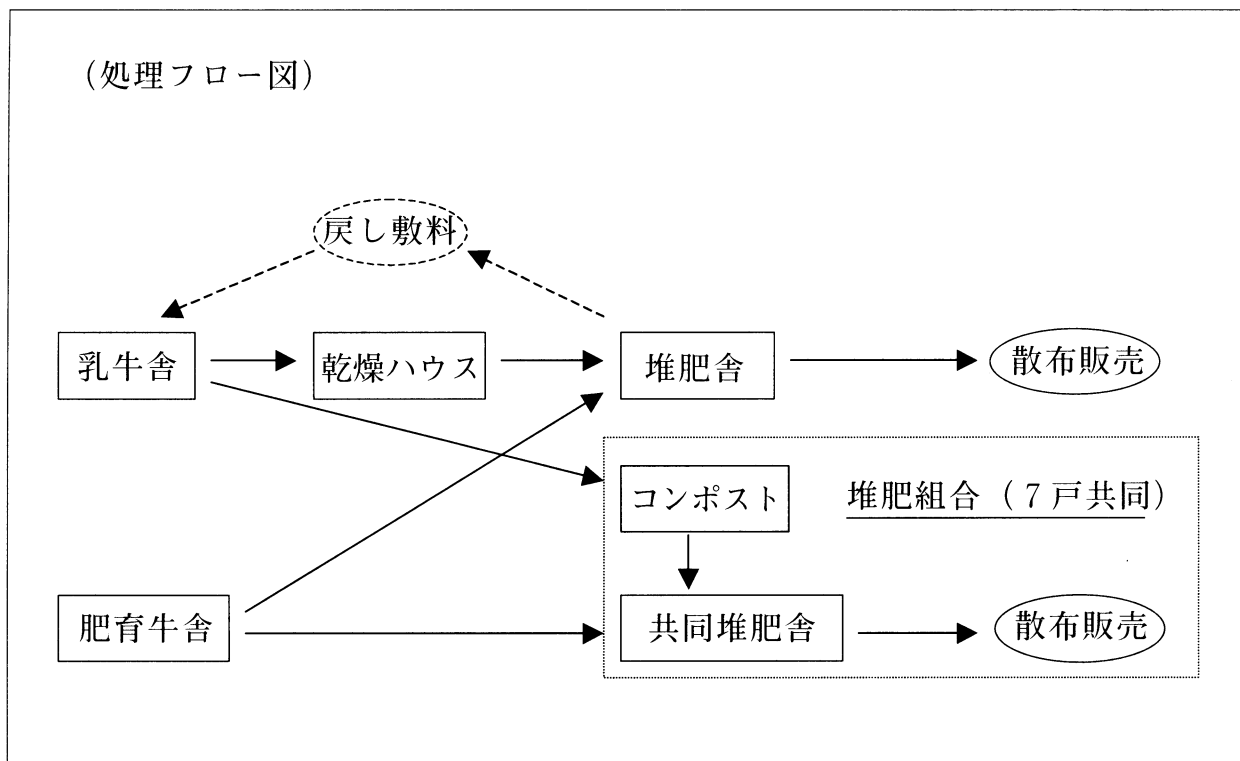 (処理フロー図)
戻し敷料
乳牛舎
乾燥ハウス
堆肥舎
散布販売
コンポスト
堆肥組合(7戸共同)
肥育牛舎
共同堆肥舎
散布販売